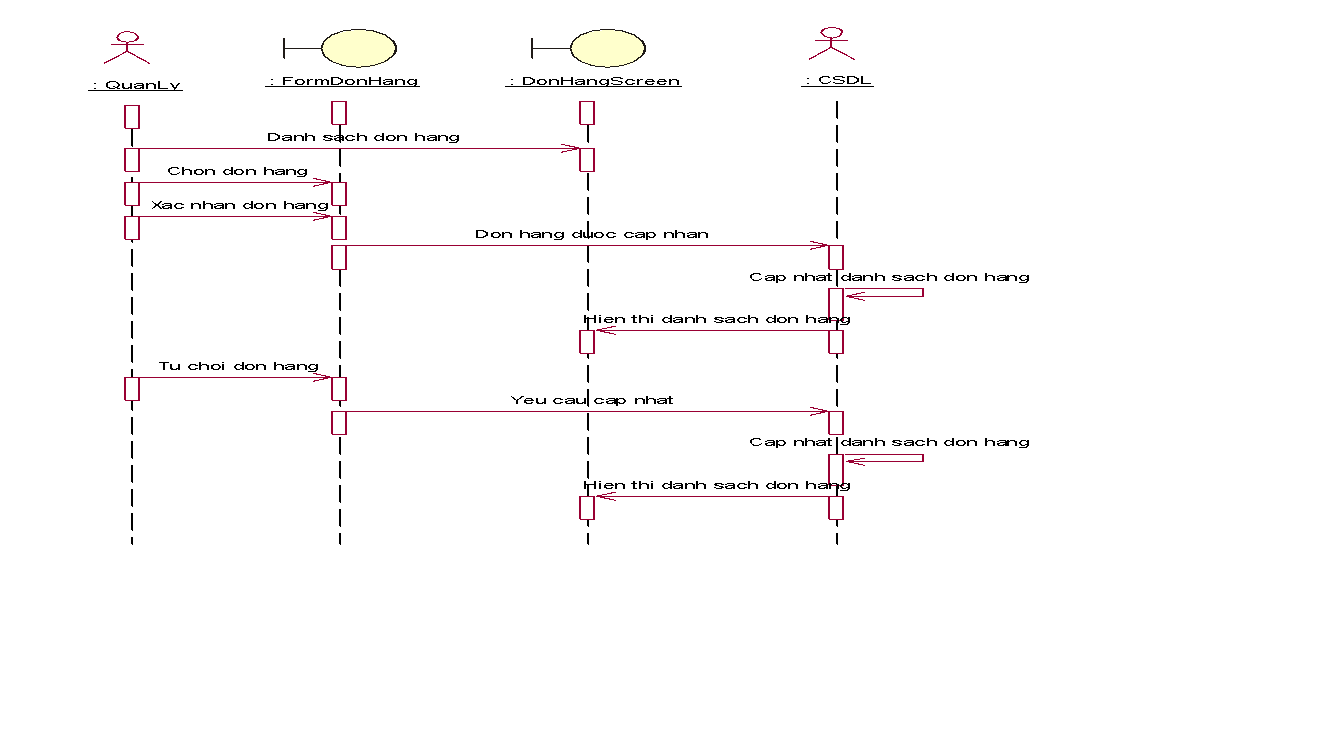 : QuanLy
: FormDonHang
: DonHangScreen
: CSDL
Danh sach don hang
Chon don hang
Xac nhan don hang
Don hang duoc cap nhan
Cap nhat danh sach don hang
Hien thi danh sach don hang
Tu choi don hang
Yeu cau cap nhat
Cap nhat danh sach don hang
Hien thi danh sach don hang